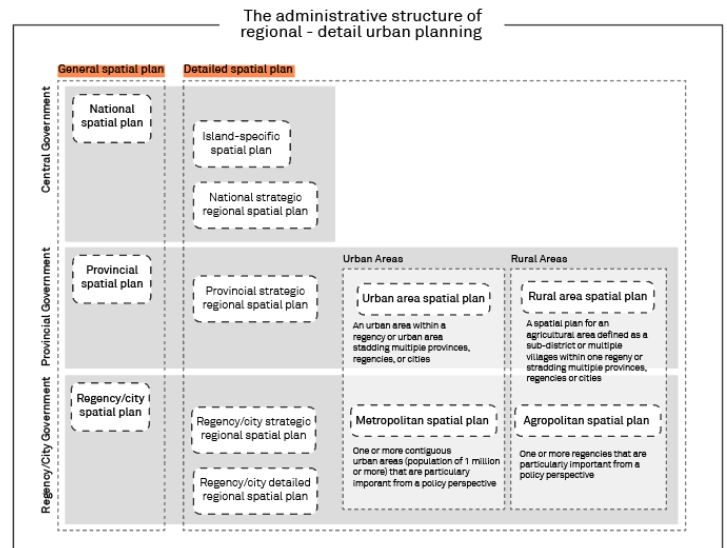 The administrative structure of
regional - detail urban planning
General spatial plan
Detailed spatial plan
Central Government
National
spatial plan
Island-specific
spatial plan
National strategic
regional spatial plan
Provincial Government
Provincial
spatial plan
Provincial strategic
regional spatial plan
Urban Areas
Urban area spatial plan
An urban area within a
regency or urban area
stadding multiple provinces,
regencies, or cities
Rural Areas
Rural area spatial plan
A spatial plan for an
agricultural area defined as a
sub-district or multiple
villages within one regeny or
stradding multiple provinces,
regencies or cities
Regency/City Government
Regency/city
spatial plan
Regency/city strategic
regional spatial plan
Regency/city detailed
regional spatial plan
Metropolitan spatial plan
One or more contiguous
urban areas (population of 1 million
or more) that are particularly
imporant from a policy perspective
Agropolitan spatial plan
One or more regencies that are
particularly important from a
policy perspective